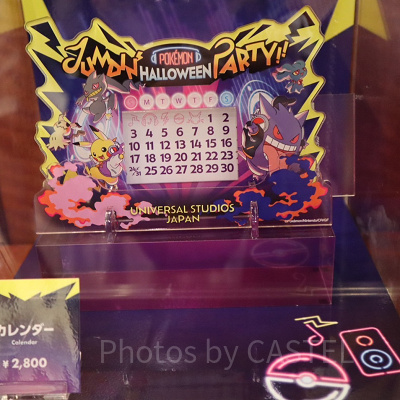 JUMPIN'
POKÉMON
HALLOWEEN
PARTY!!
S M T W T F S
1 2
3 4 5 6 7 8 9
10 11 12 13 14 15 16
17 18 19 20 21 22 23
24/31 25 26 27 28 29 30
UNIVERSAL STUDIOS
JAPAN
カレンダー
Calendar
¥2,800
Photos by CASTEL